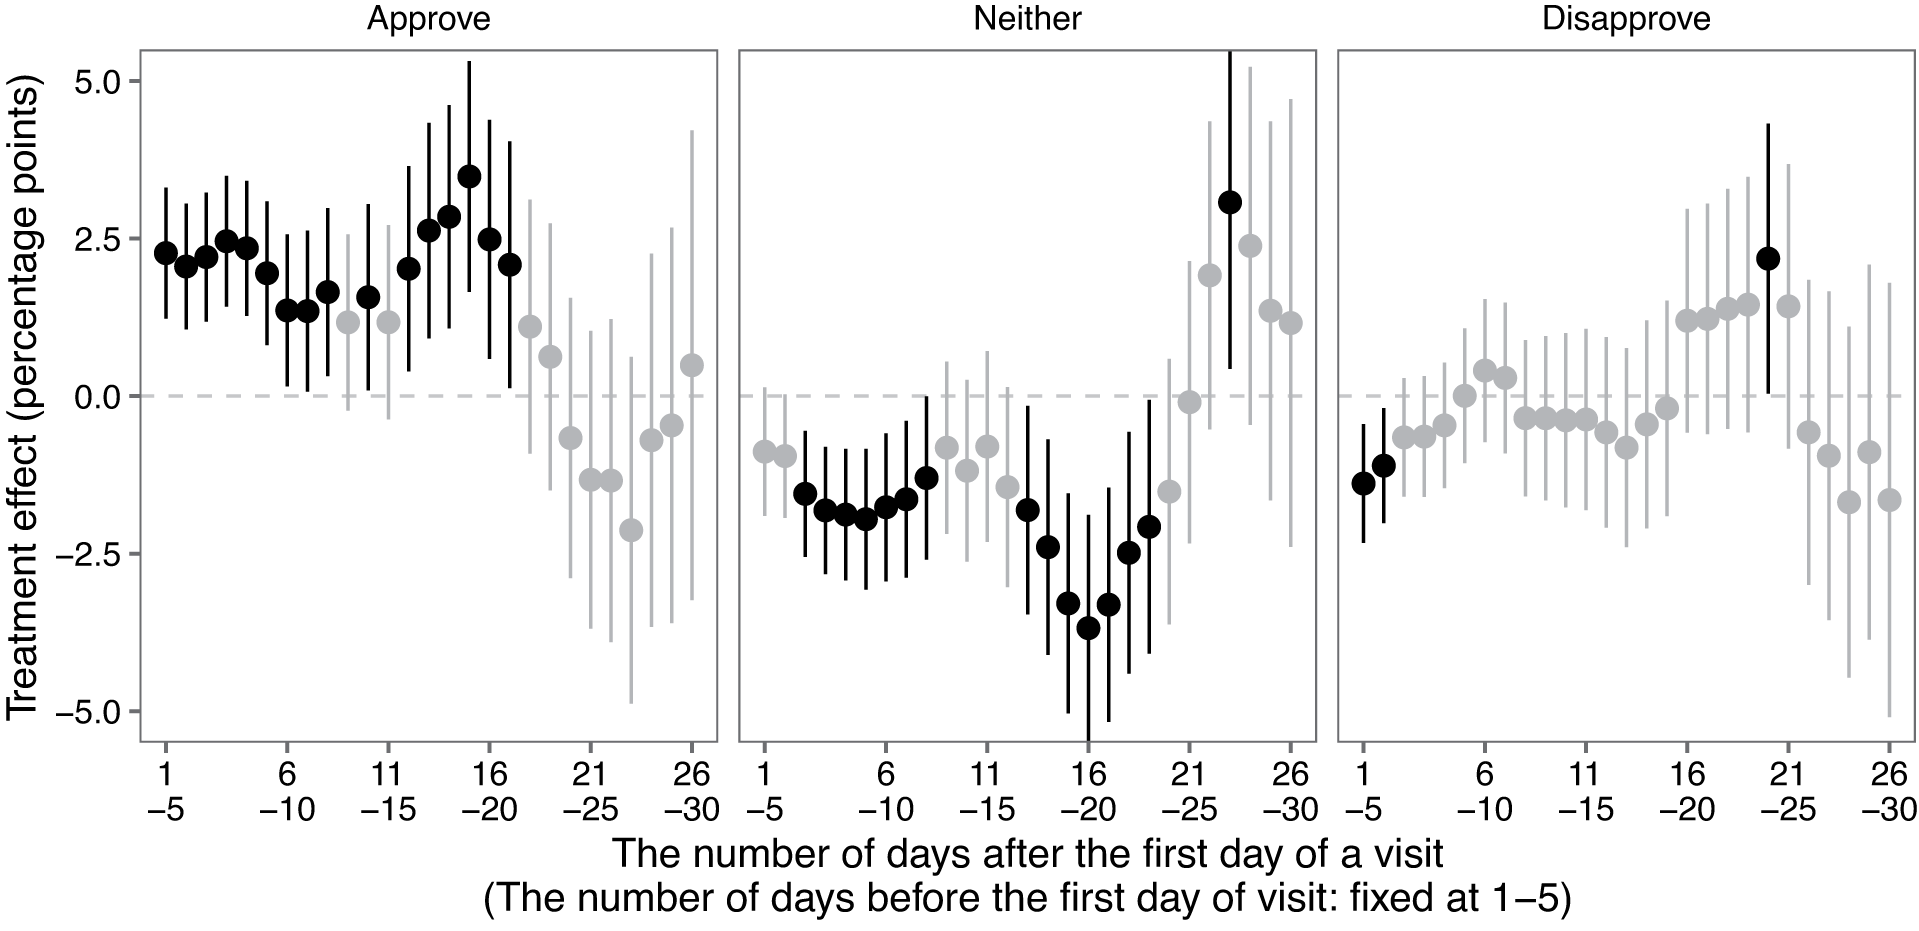 Approve Neither Disapprove
Treatment effect (percentage points)
5.0
2.5
0.0
−2.5
−5.0
1 6 11 16 21 26 1 6 11 16 21 26 1 6 11 16 21 26
−5 −10 −15 −20 −25 −30 −5 −10 −15 −20 −25 −30 −5 −10 −15 −20 −25 −30
The number of days after the first day of a visit
(The number of days before the first day of visit: fixed at 1−5)